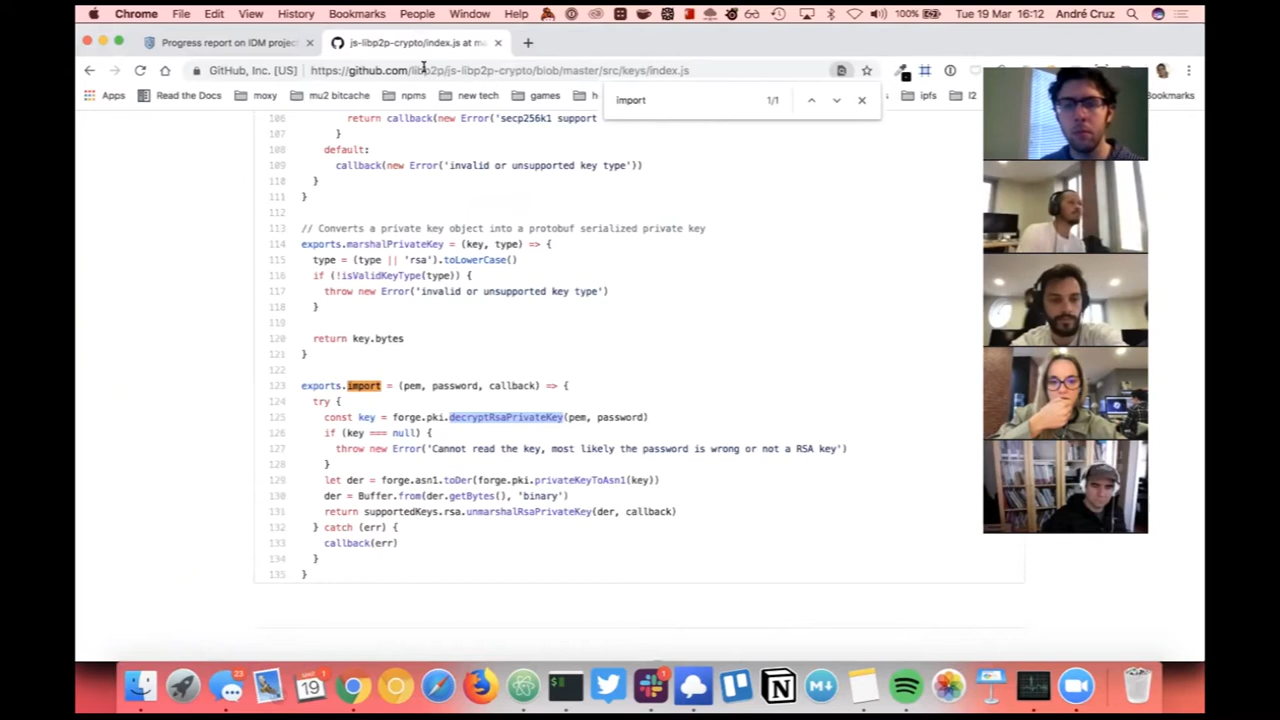 Chrome File Edit View History Bookmarks People Window Help 100% Tue 19 Mar 16:12 André Cruz
Progress report on IDM projec
js-libp2p-crypto/index.js at ma
GitHub, Inc. [US] https://github.com/libp2p/js-libp2p-crypto/blob/master/src/keys/index.js
Apps Read the Docs moxy mu2 bitcache npms new tech games h ipfs l2 Bookmarks
import 1/1
106 return callback(new Error('secp256k1 support
107 }
108 default:
109 callback(new Error('invalid or unsupported key type'))
110 }
111 }
112
113 // Converts a private key object into a protobuf serialized private key
114 exports.marshalPrivateKey = (key, type) => {
115 type = (type || 'rsa').toLowerCase()
116 if (!isValidKeyType(type)) {
117 throw new Error('invalid or unsupported key type')
118 }
119
120 return key.bytes
121 }
122
123 exports.import = (pem, password, callback) => {
124 try {
125 const key = forge.pki.decryptRsaPrivateKey(pem, password)
126 if (key === null) {
127 throw new Error('Cannot read the key, most likely the password is wrong or not a RSA key')
128 }
129 let der = forge.asn1.toDer(forge.pki.privateKeyToAsn1(key))
130 der = Buffer.from(der.getBytes(), 'binary')
131 return supportedKeys.rsa.unmarshalRsaPrivateKey(der, callback)
132 } catch (err) {
133 callback(err)
134 }
135 }
23
MAR
19
1